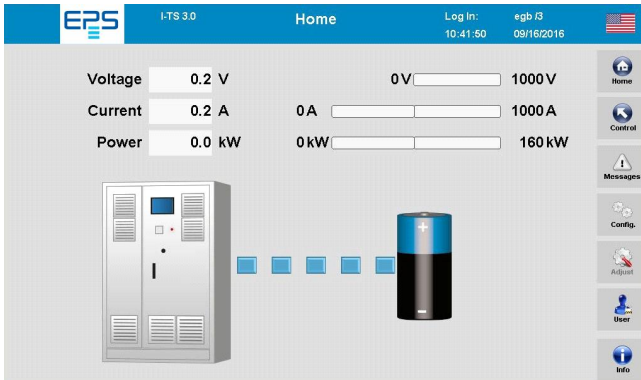 EPS
I-TS 3.0
Home
Log In:
egb /3
10:41:50
09/16/2016
Voltage 0.2 V
0 V 1000 V
Current 0.2 A
0 A 1000 A
Power 0.0 kW
0 kW 160 kW
+
-
Home
Control
!
Messages
Config.
Adjust
User
i
Info